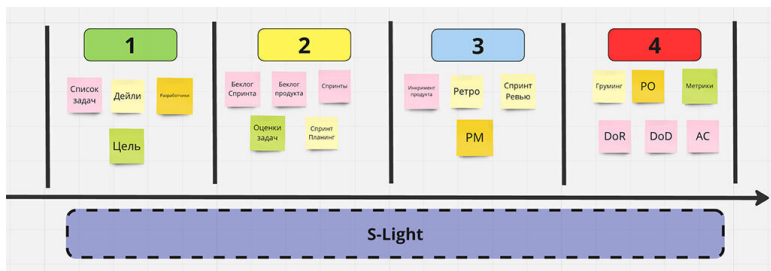 1
2
3
4
Список
задач
Дейли
Разработчики
Цель
Беклог
Спринта
Беклог
продукта
Спринты
Оценки
задач
Спринт
Планинг
Инкремент
продукта
Ретро
Спринт
Ревью
PM
Груминг
PO
Метрики
DoR
DoD
AC
S-Light